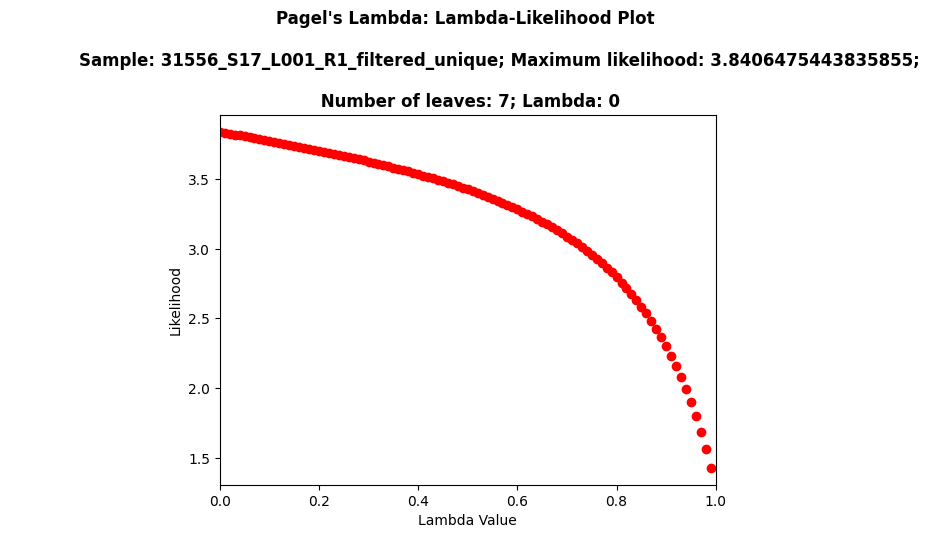 Pagel's Lambda: Lambda-Likelihood Plot
Sample: 31556_S17_L001_R1_filtered_unique; Maximum likelihood: 3.8406475443835855;
Number of leaves: 7; Lambda: 0
3.5
3.0
2.5
2.0
1.5
Likelihood
0.0 0.2 0.4 0.6 0.8 1.0
Lambda Value